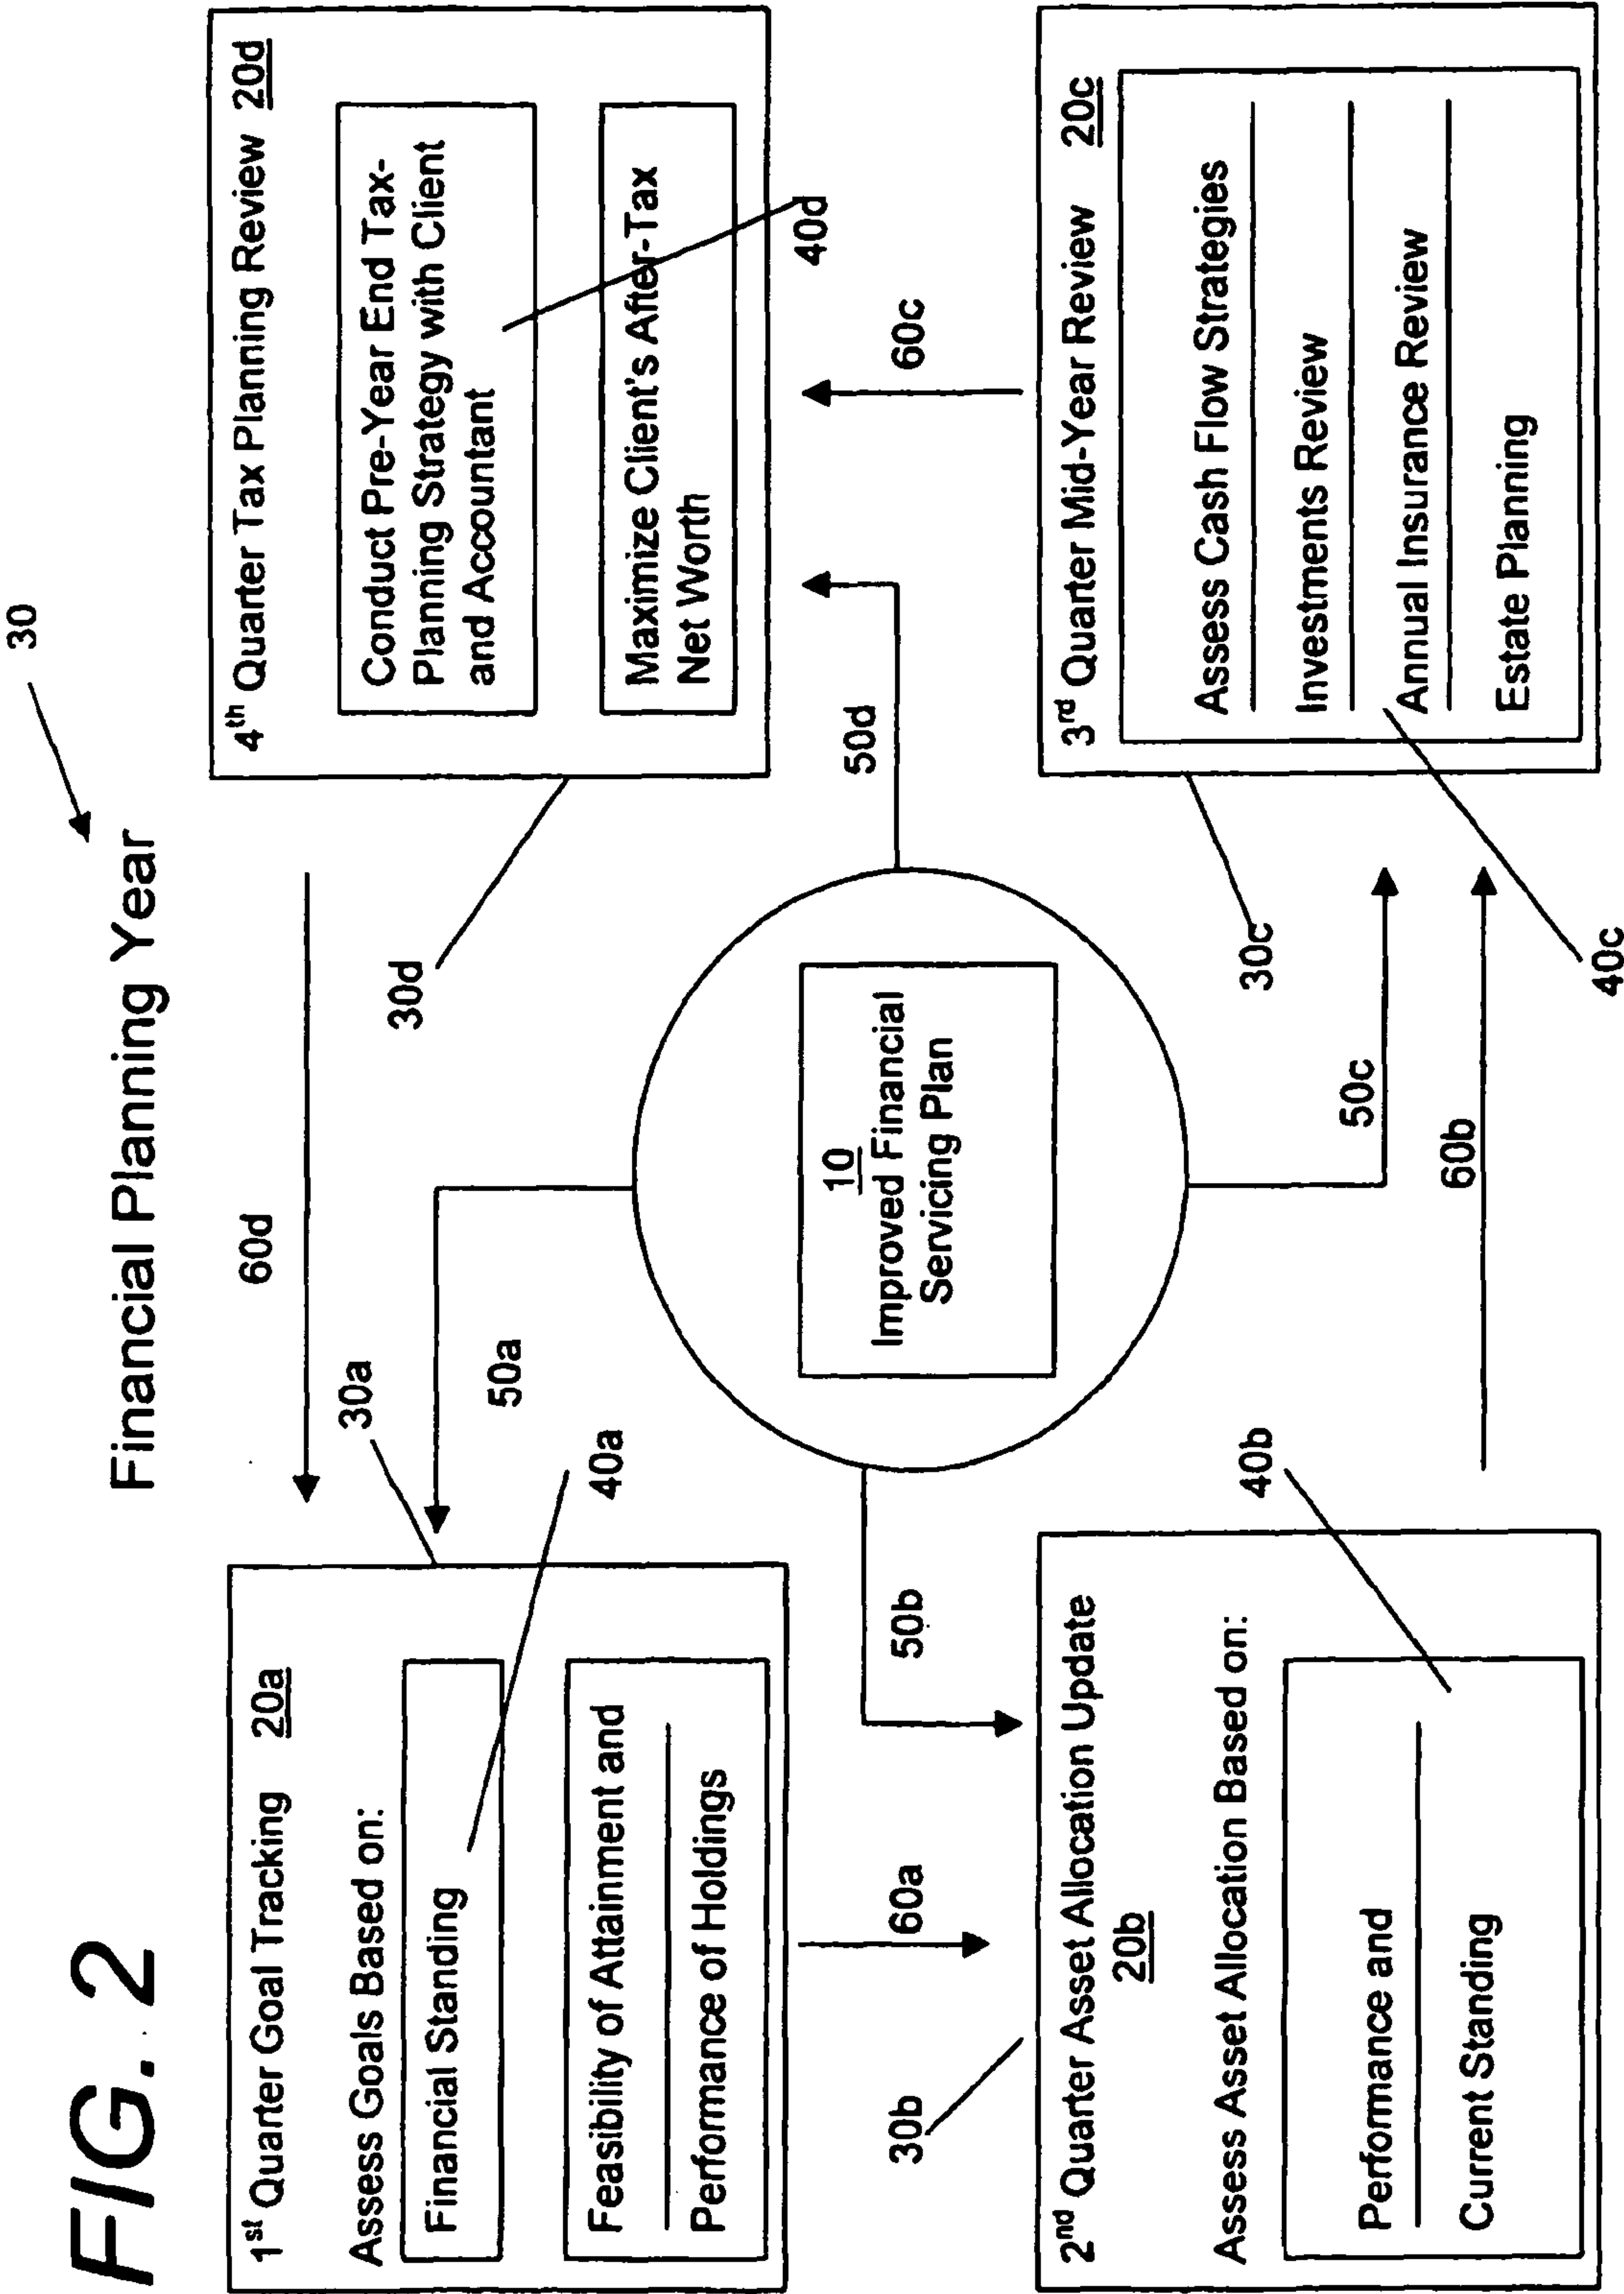 FIG. 2
Financial Planning Year
30
1st Quarter Goal Tracking 20a
Assess Goals Based on:
Financial Standing
Feasibility of Attainment and
Performance of Holdings
30a
40a
60d
50a
4th Quarter Tax Planning Review 20d
Conduct Pre-Year End Tax-
Planning Strategy with Client
and Accountant
Maximize Client's After-Tax
Net Worth
30d
40d
50d
10
Improved Financial
Servicing Plan
60a
50b
60c
30b
2nd Quarter Asset Allocation Update
20b
Assess Asset Allocation Based on:
Performance and
Current Standing
40b
60b
50c
30c
40c
3rd Quarter Mid-Year Review 20c
Assess Cash Flow Strategies
Investments Review
Annual Insurance Review
Estate Planning